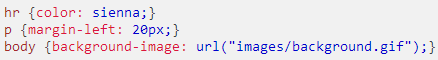 hr {color: sienna;}
p {margin-left: 20px;}
body {background-image: url("images/background.gif");}